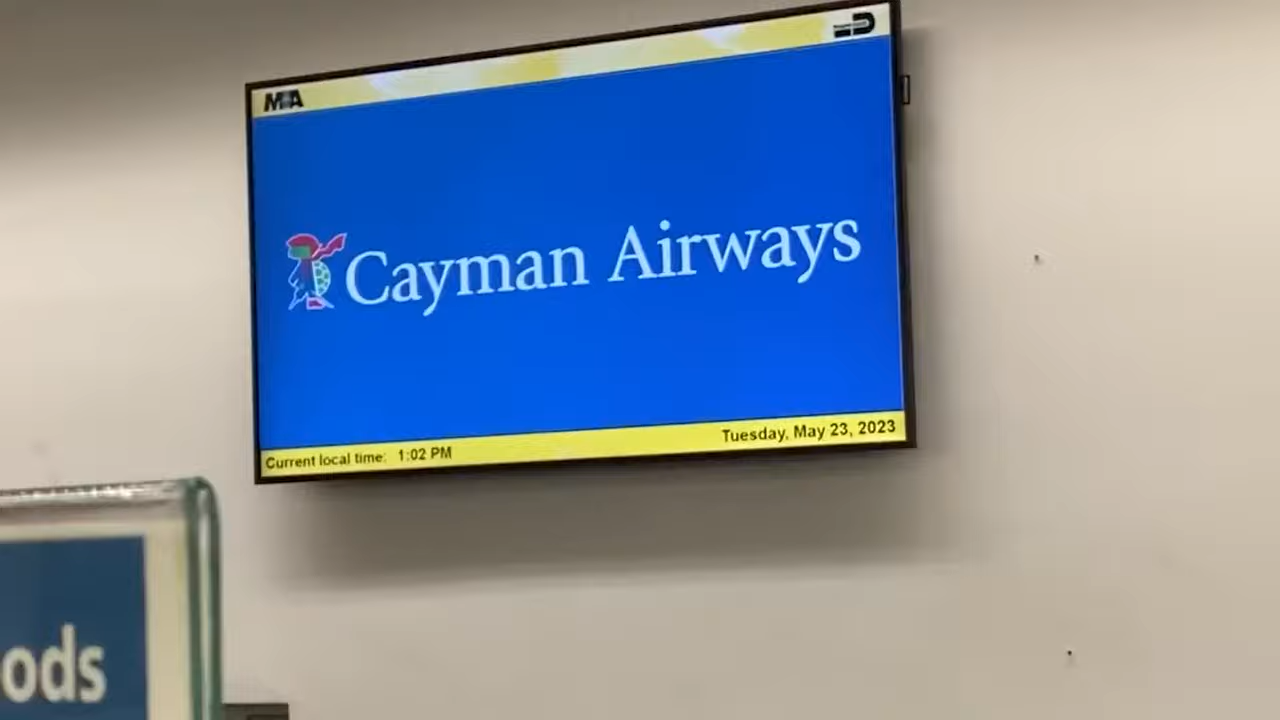 MIA
Cayman Airways
Current local time: 1:02 PM
Tuesday, May 23, 2023
ods